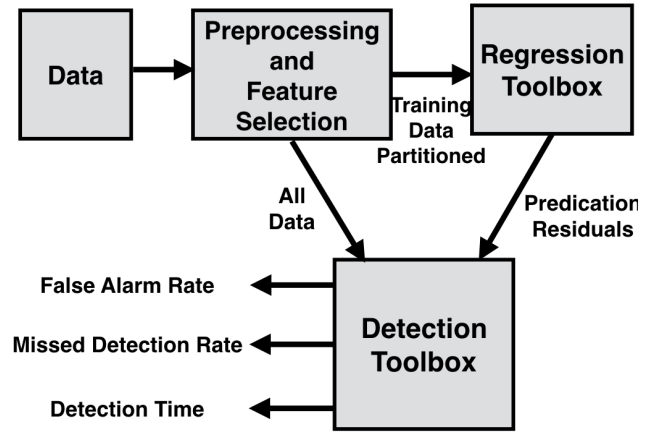 Data
Preprocessing
and
Feature
Selection
Regression
Toolbox
Training
Data
Partitioned
All
Data
Predication
Residuals
False Alarm Rate
Missed Detection Rate
Detection Time
Detection
Toolbox